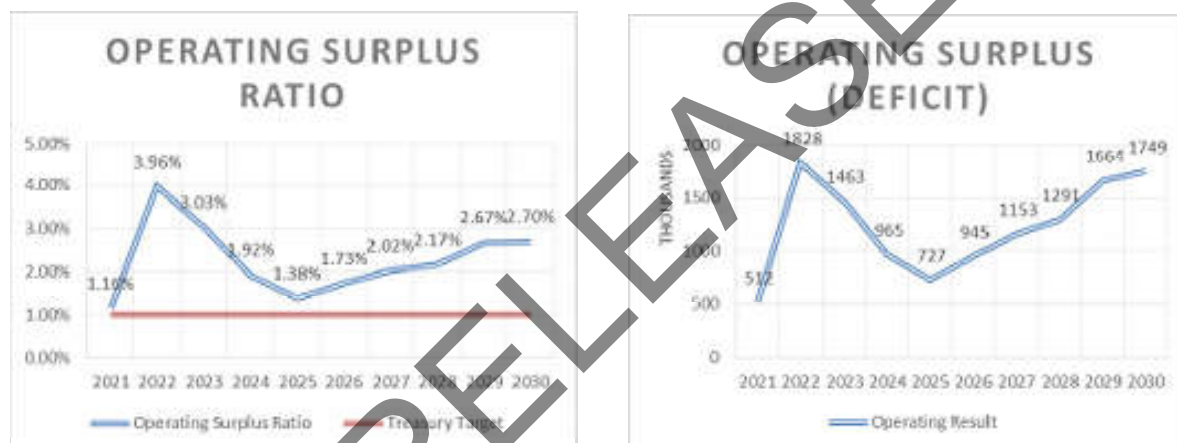 OPERATING SURPLUS
RATIO
5.00%
4.00%
3.00%
2.00%
1.00%
0.00%
3.96%
3.03%
1.92%
1.38%
1.73%
2.02%
2.17%
2.67%
2.70%
2021 2022 2023 2024 2025 2026 2027 2028 2029 2030
Operating Surplus Ratio
Treasury Target
OPERATING SURPLUS
(DEFICIT)
THOUSANDS
2000
1500
1000
500
0
512
1828
1463
965
727
945
1153
1291
1664
1749
2021 2022 2023 2024 2025 2026 2027 2028 2029 2030
Operating Result
RELEASE